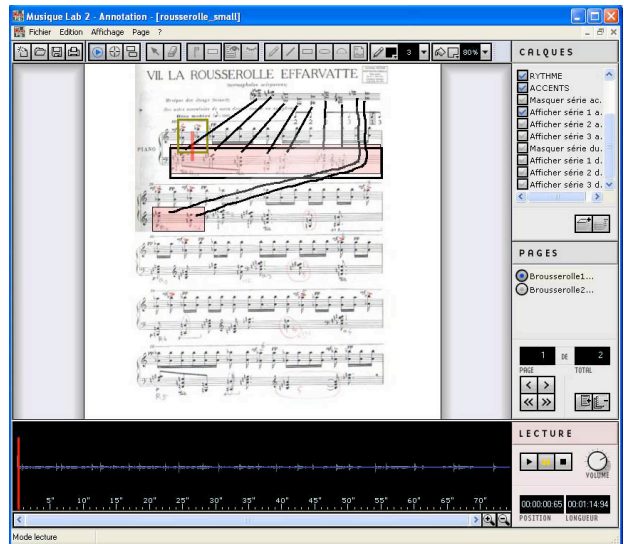 Musique Lab 2 - Annotation - [rousserolle_small]
Fichier Edition Affichage Page ?
3
80%
CALQUES
RYTHME
ACCENTS
Masquer série ac.
Afficher série 1 a.
Afficher série 2 a.
Afficher série 3 a.
Masquer série du.
Afficher série 1 d.
Afficher série 2 d.
Afficher série 3 d.
VII. LA ROUSSEROLLE EFFARVATTE
PIANO
PAGES
Brousserolle1...
Brousserolle2...
1 DE 2
PAGE TOTAL
LECTURE
VOLUME
5" 10" 15" 20" 25" 30" 35" 40" 45" 50" 55" 60" 65" 70"
00:00:00:65 00:01:14:94
POSITION LONGUEUR
Mode lecture